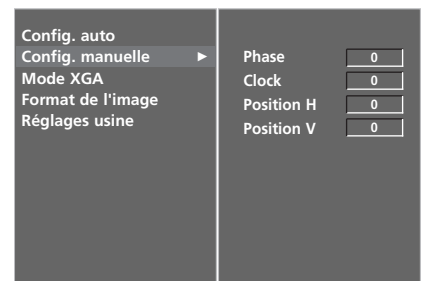 Config. auto
Config. manuelle ►
Mode XGA
Format de l'image
Réglages usine
Phase 0
Clock 0
Position H 0
Position V 0